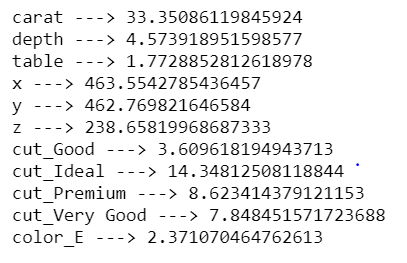 carat ---> 33.35086119845924
depth ---> 4.573918951598577
table ---> 1.7728852812618978
x ---> 463.5542785436457
y ---> 462.769821646584
z ---> 238.65819968687333
cut_Good ---> 3.609618194943713
cut_Ideal ---> 14.34812508118844
cut_Premium ---> 8.623414379121153
cut_Very Good ---> 7.848451571723688
color_E ---> 2.371070464762613